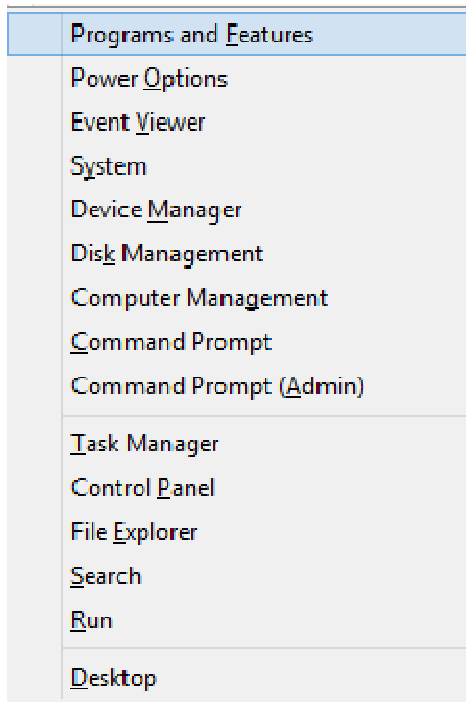 Programs and Features
Power Options
Event Viewer
System
Device Manager
Disk Management
Computer Management
Command Prompt
Command Prompt (Admin)
Task Manager
Control Panel
File Explorer
Search
Run
Desktop